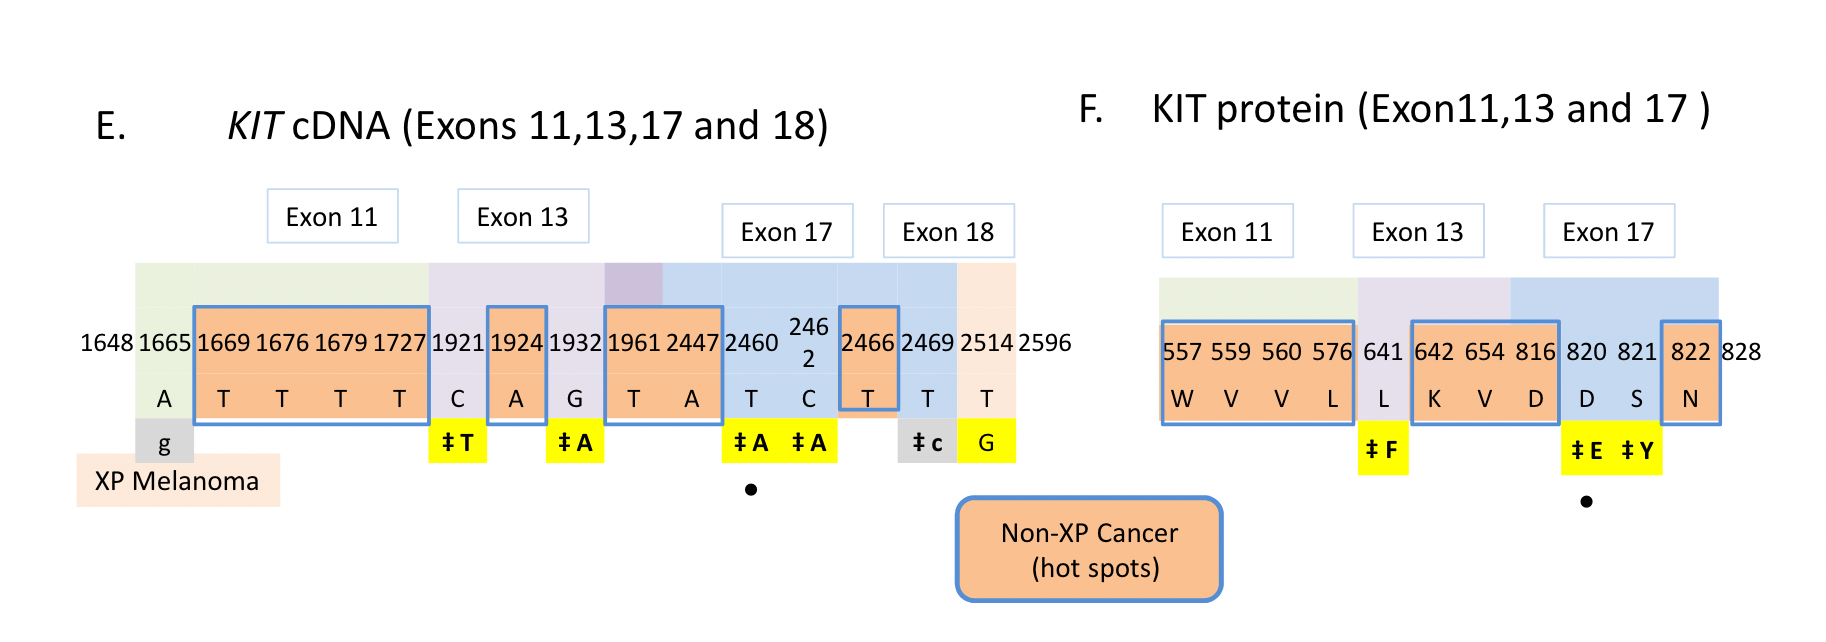 E. KIT cDNA (Exons 11,13,17 and 18)
Exon 11 Exon 13 Exon 17 Exon 18
1648 1665 1669 1676 1679 1727 1921 1924 1932 1961 2447 2460 246 2466 2469 2514 2596
2
A T T T T C A G T A T C T T T
g ‡ T ‡ A ‡ A ‡ A ‡ c G
XP Melanoma
•
F. KIT protein (Exon11,13 and 17 )
Exon 11 Exon 13 Exon 17
557 559 560 576 641 642 654 816 820 821 822 828
W V V L L K V D D S N
‡ F ‡ E ‡ Y
•
Non-XP Cancer
(hot spots)